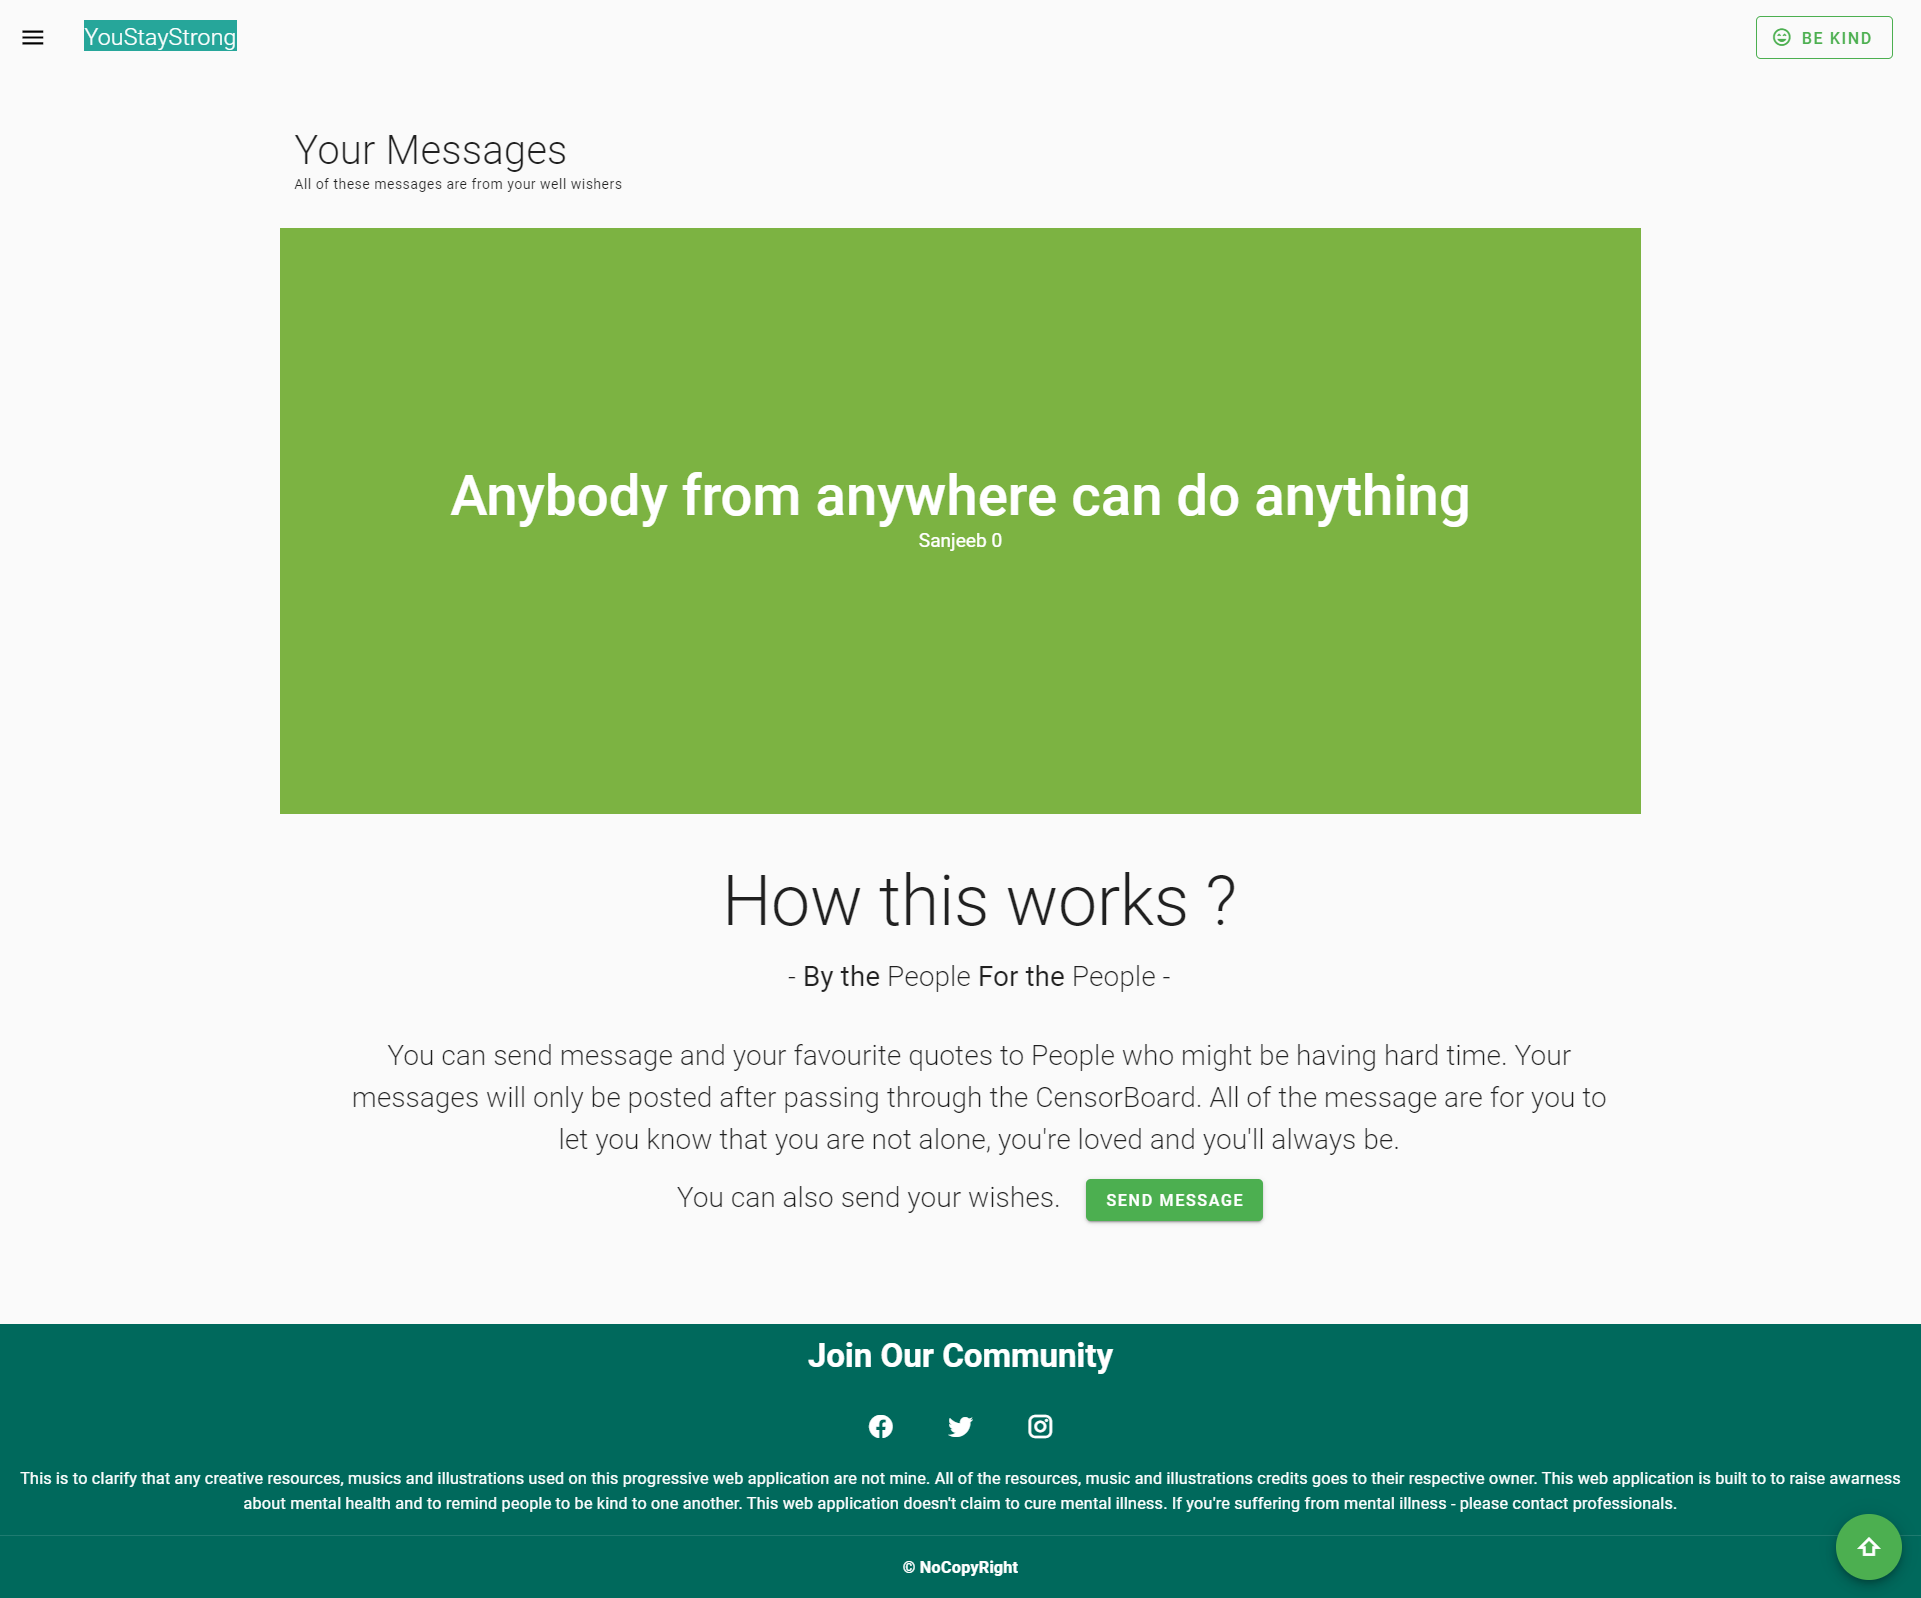 YouStayStrong
BE KIND
Your Messages
All of these messages are from your well wishers
Anybody from anywhere can do anything
Sanjeeb 0
How this works ?
- By the People For the People -
You can send message and your favourite quotes to People who might be having hard time. Your
messages will only be posted after passing through the CensorBoard. All of the message are for you to
let you know that you are not alone, you're loved and you'll always be.
You can also send your wishes.
SEND MESSAGE
Join Our Community
This is to clarify that any creative resources, musics and illustrations used on this progressive web application are not mine. All of the resources, music and illustrations credits goes to their respective owner. This web application is built to to raise awarness
about mental health and to remind people to be kind to one another. This web application doesn't claim to cure mental illness. If you're suffering from mental illness - please contact professionals.
© NoCopyRight